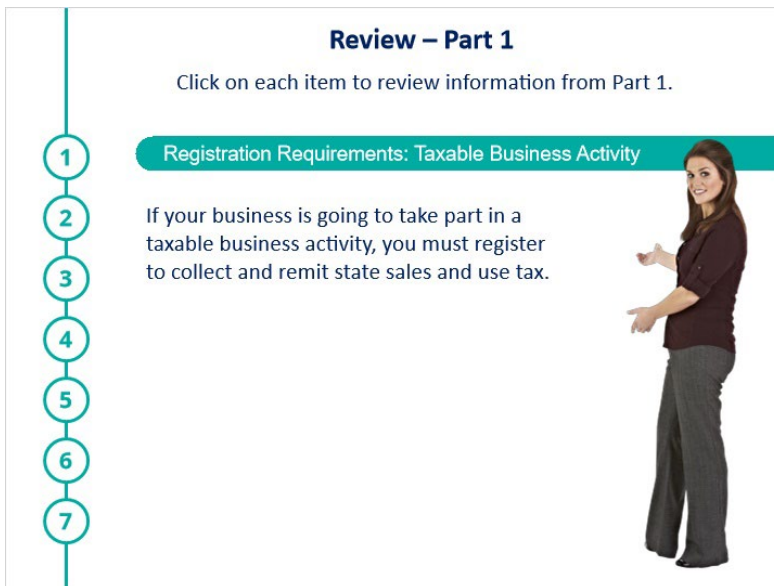 Review – Part 1
Click on each item to review information from Part 1.
1
Registration Requirements: Taxable Business Activity
2
If your business is going to take part in a
taxable business activity, you must register
to collect and remit state sales and use tax.
3
4
5
6
7